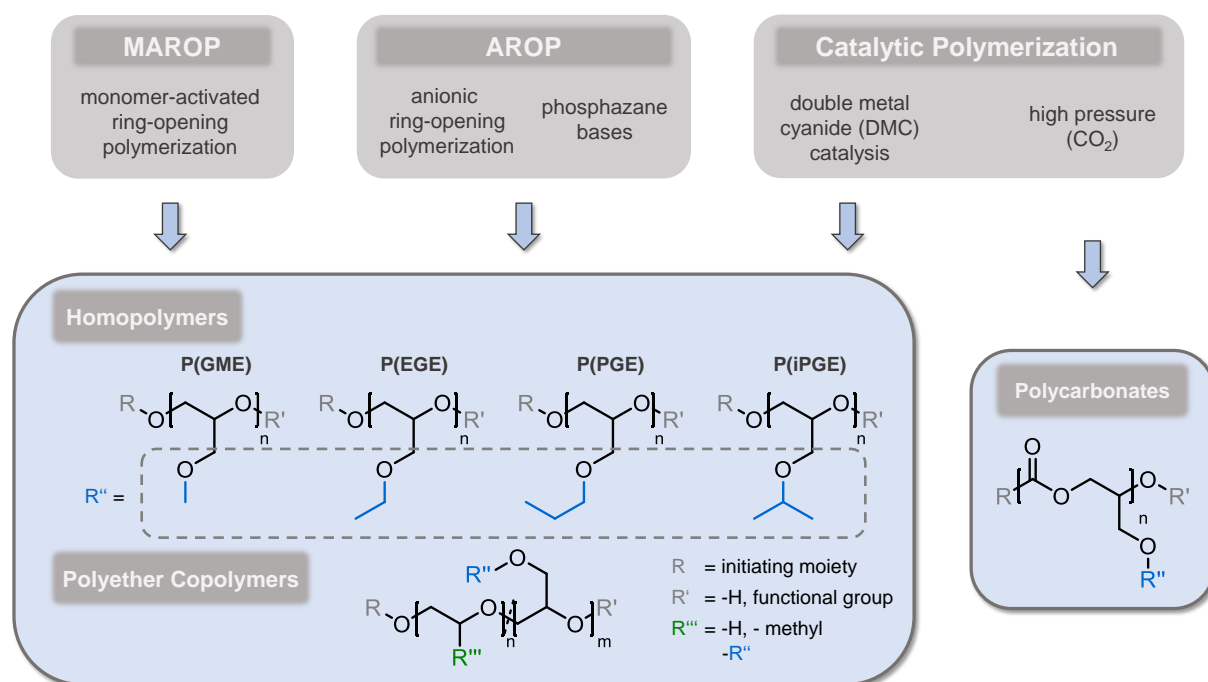 MAROP
monomer-activated
ring-opening
polymerization
AROP
anionic
ring-opening
polymerization
phosphazane
bases
Catalytic Polymerization
double metal
cyanide (DMC)
catalysis
high pressure
(CO₂)
Homopolymers
P(GME) P(EGE) P(PGE) P(iPGE)
R O O R' n O
R O O R' n O
R O O R' n O
R O O R' n O
R“ =
Polyether Copolymers
R'' O
R O O n O R' m
R'''
R = initiating moiety
R‘ = -H, functional group
R“‘ = -H, - methyl
-R“
Polycarbonates
O
R O O R'
n
O
R''